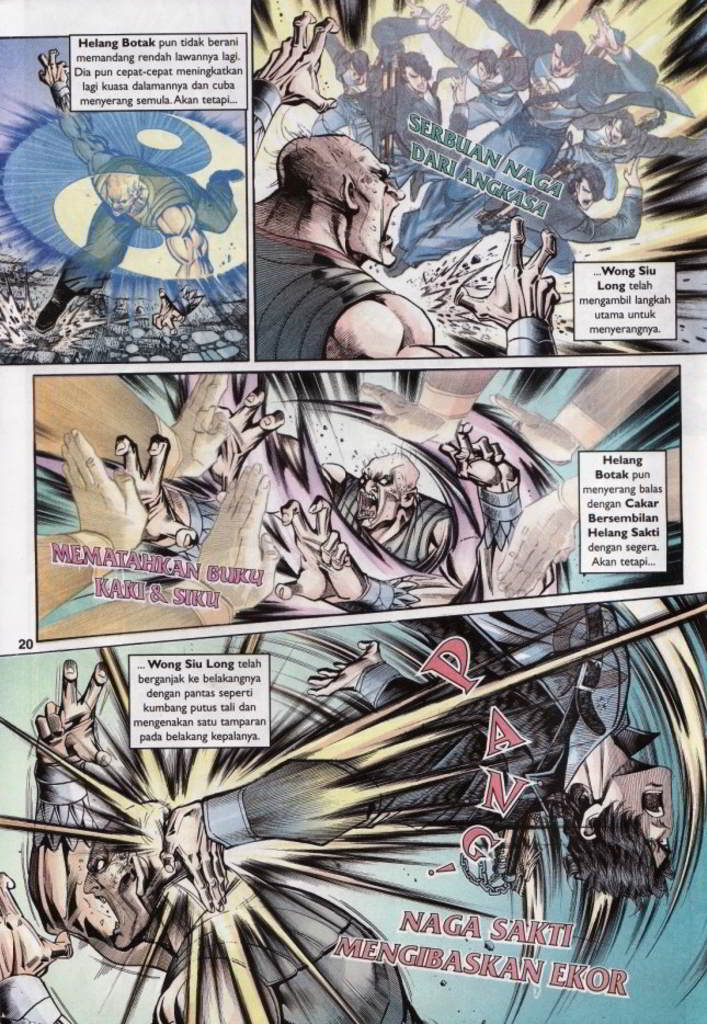 Helang Botak pun tidak berani
memandang rendah lawannya lagi.
Dia pun cepat-cepat meningkatkan
lagi kuasa dalamannya dan cuba
menyerang semula. Akan tetapi...
SERBUAN NAGA
DARI ANGKASA
...Wong Siu
Long telah
mengambil langkah
utama untuk
menyerangnya.
Helang
Botak pun
menyerang balas
dengan Cakar
Bersembilan
Helang Sakti
dengan segera.
Akan tetapi...
MEMATAHKAN BUKU
KAKI & SIKU
20
... Wong Siu Long telah
berganjak ke belakangnya
dengan pantas seperti
kumbang putus tali dan
mengenakan satu tamparan
pada belakang kepalanya.
PANG!
NAGA SAKTI
MENGIBASKAN EKOR